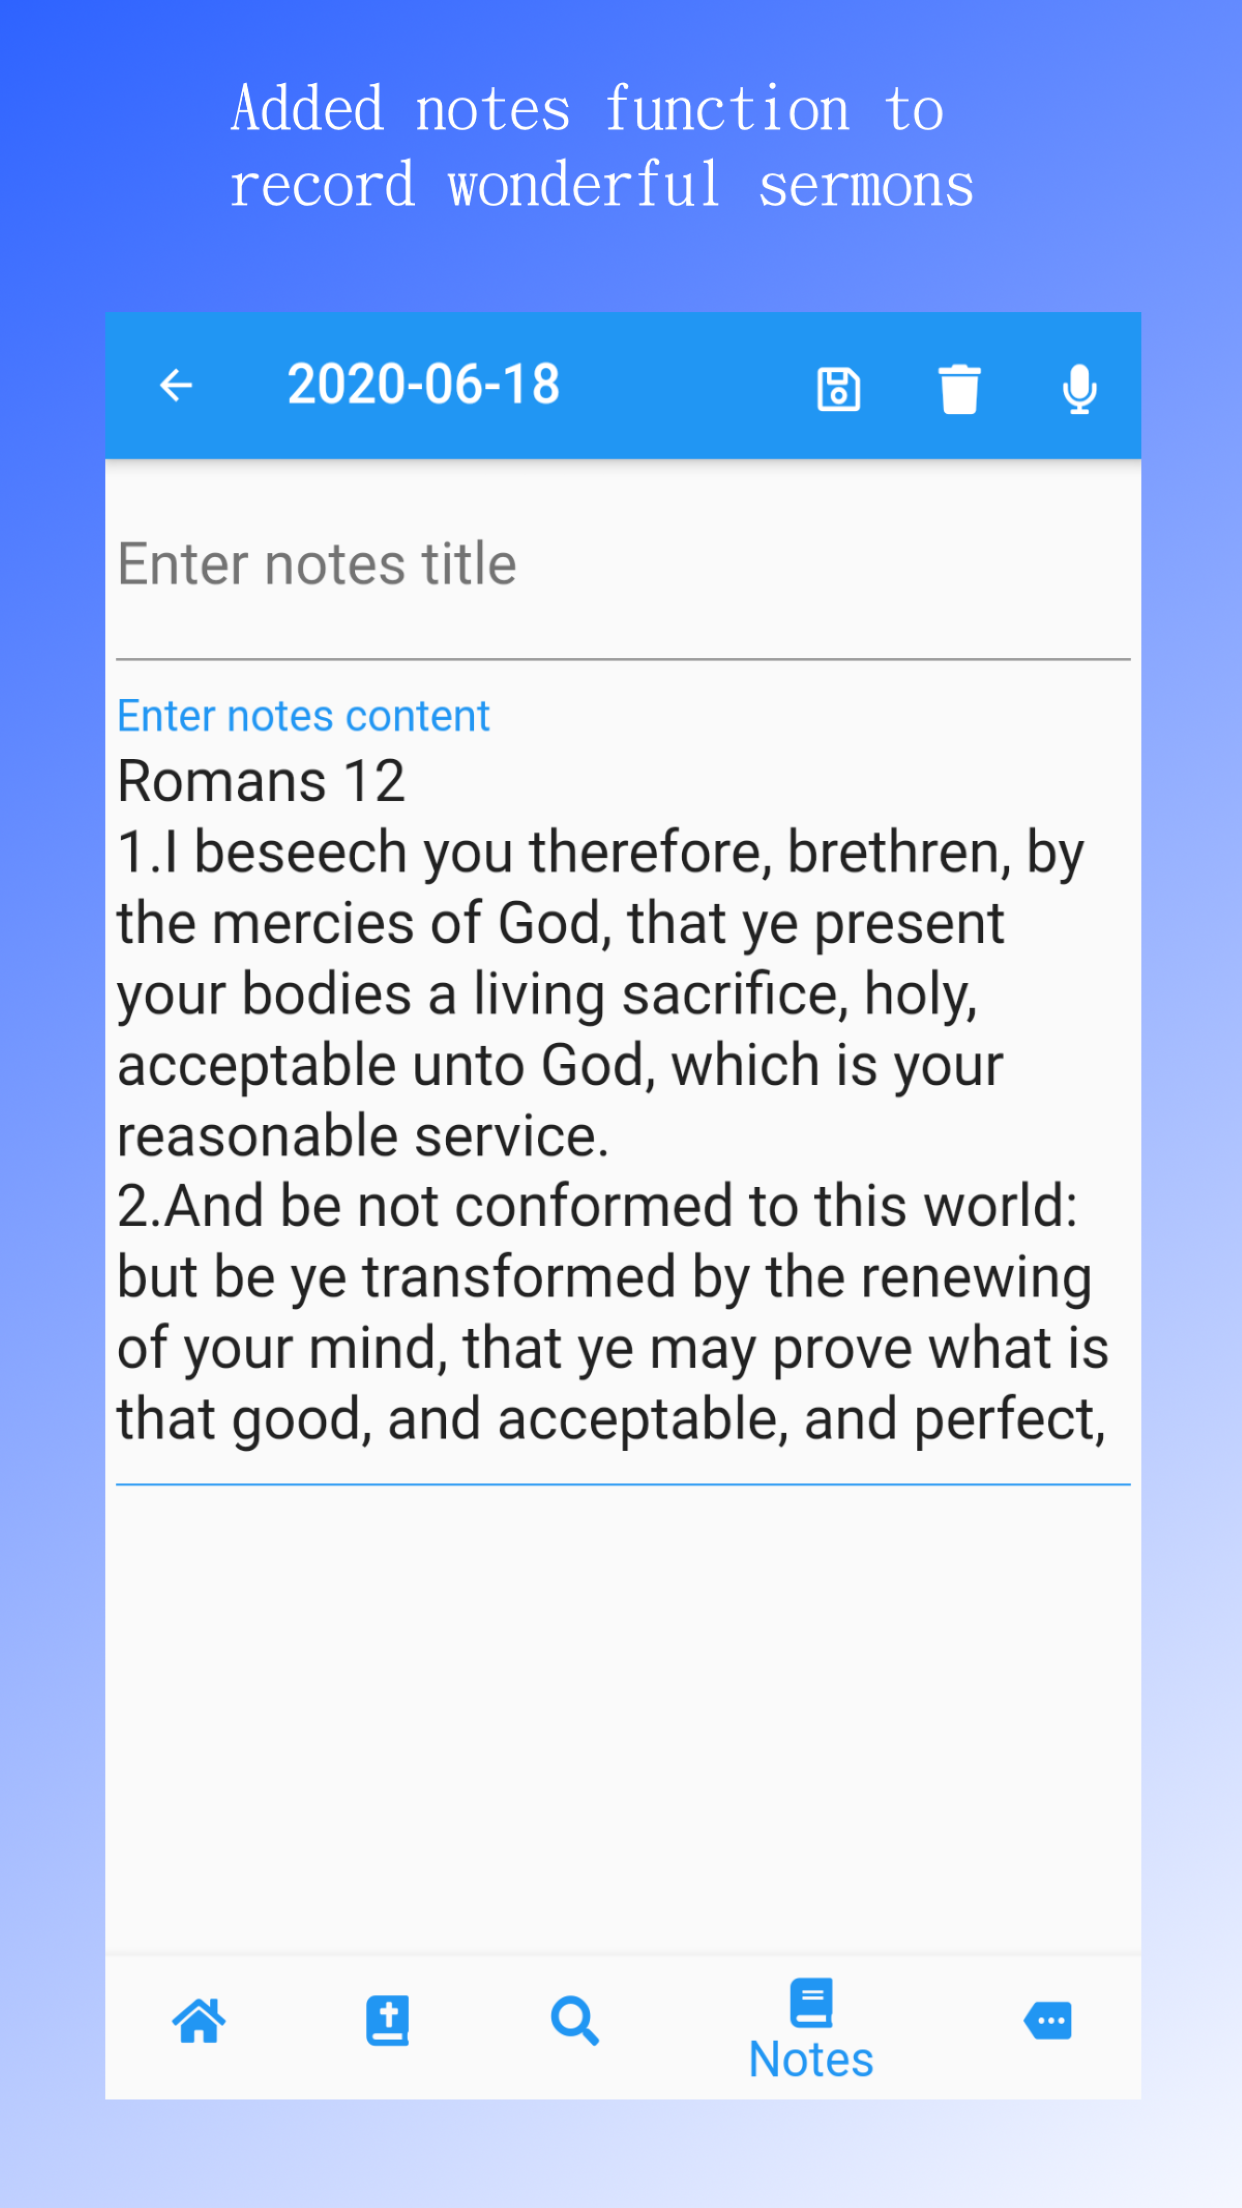 Added notes function to
record wonderful sermons
2020-06-18
Enter notes title
Enter notes content
Romans 12
1.I beseech you therefore, brethren, by
the mercies of God, that ye present
your bodies a living sacrifice, holy,
acceptable unto God, which is your
reasonable service.
2.And be not conformed to this world:
but be ye transformed by the renewing
of your mind, that ye may prove what is
that good, and acceptable, and perfect,
Notes